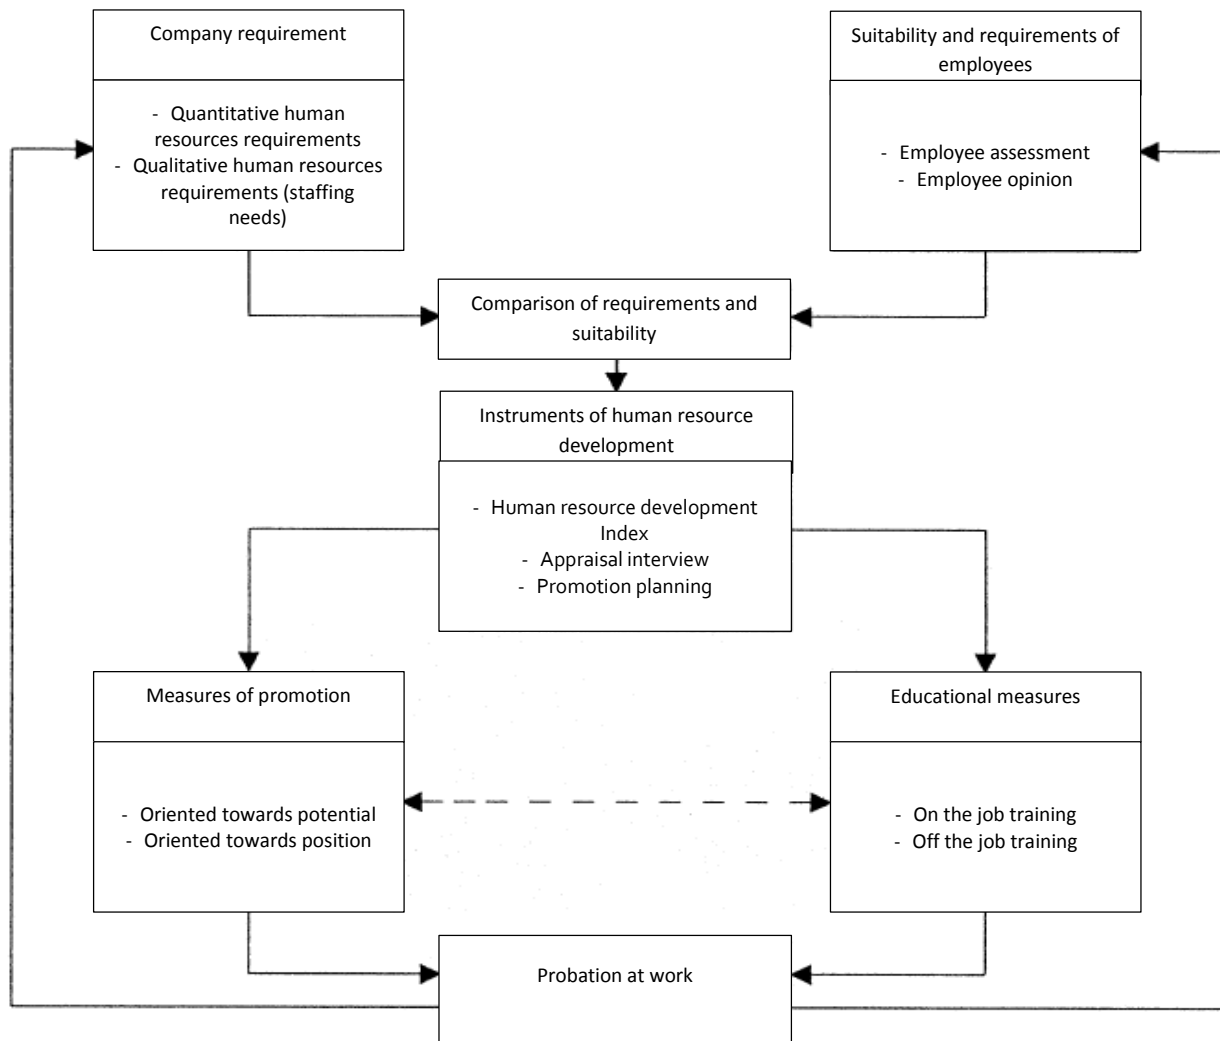 Company requirement
- Quantitative human
resources requirements
- Qualitative human resources
requirements (staffing
needs)
Suitability and requirements of
employees
- Employee assessment
- Employee opinion
Comparison of requirements and
suitability
Instruments of human resource
development
- Human resource development
Index
- Appraisal interview
- Promotion planning
Measures of promotion
- Oriented towards potential
- Oriented towards position
Educational measures
- On the job training
- Off the job training
Probation at work